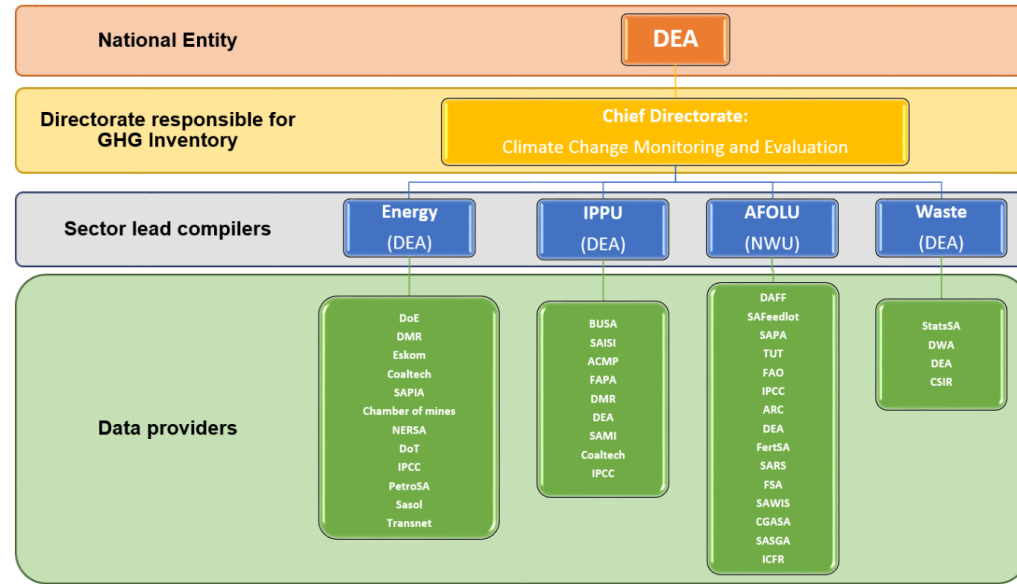 National Entity
DEA
Directorate responsible for
GHG Inventory
Chief Directorate:
Climate Change Monitoring and Evaluation
Sector lead compilers
Energy
(DEA)
IPPU
(DEA)
AFOLU
(NWU)
Waste
(DEA)
Data providers
DoE
DMR
Eskom
Coaltech
SAPIA
Chamber of mines
NERSA
DoT
IPCC
PetroSA
Sasol
Transnet
BUSA
SAISI
ACMP
FAPA
DMR
DEA
SAMI
Coaltech
IPCC
DAFF
SAFeedlot
SAPA
TUT
FAO
IPCC
ARC
DEA
FertSA
SARS
FSA
SAWIS
CGASA
SASGA
ICFR
StatsSA
DWA
DEA
CSIR